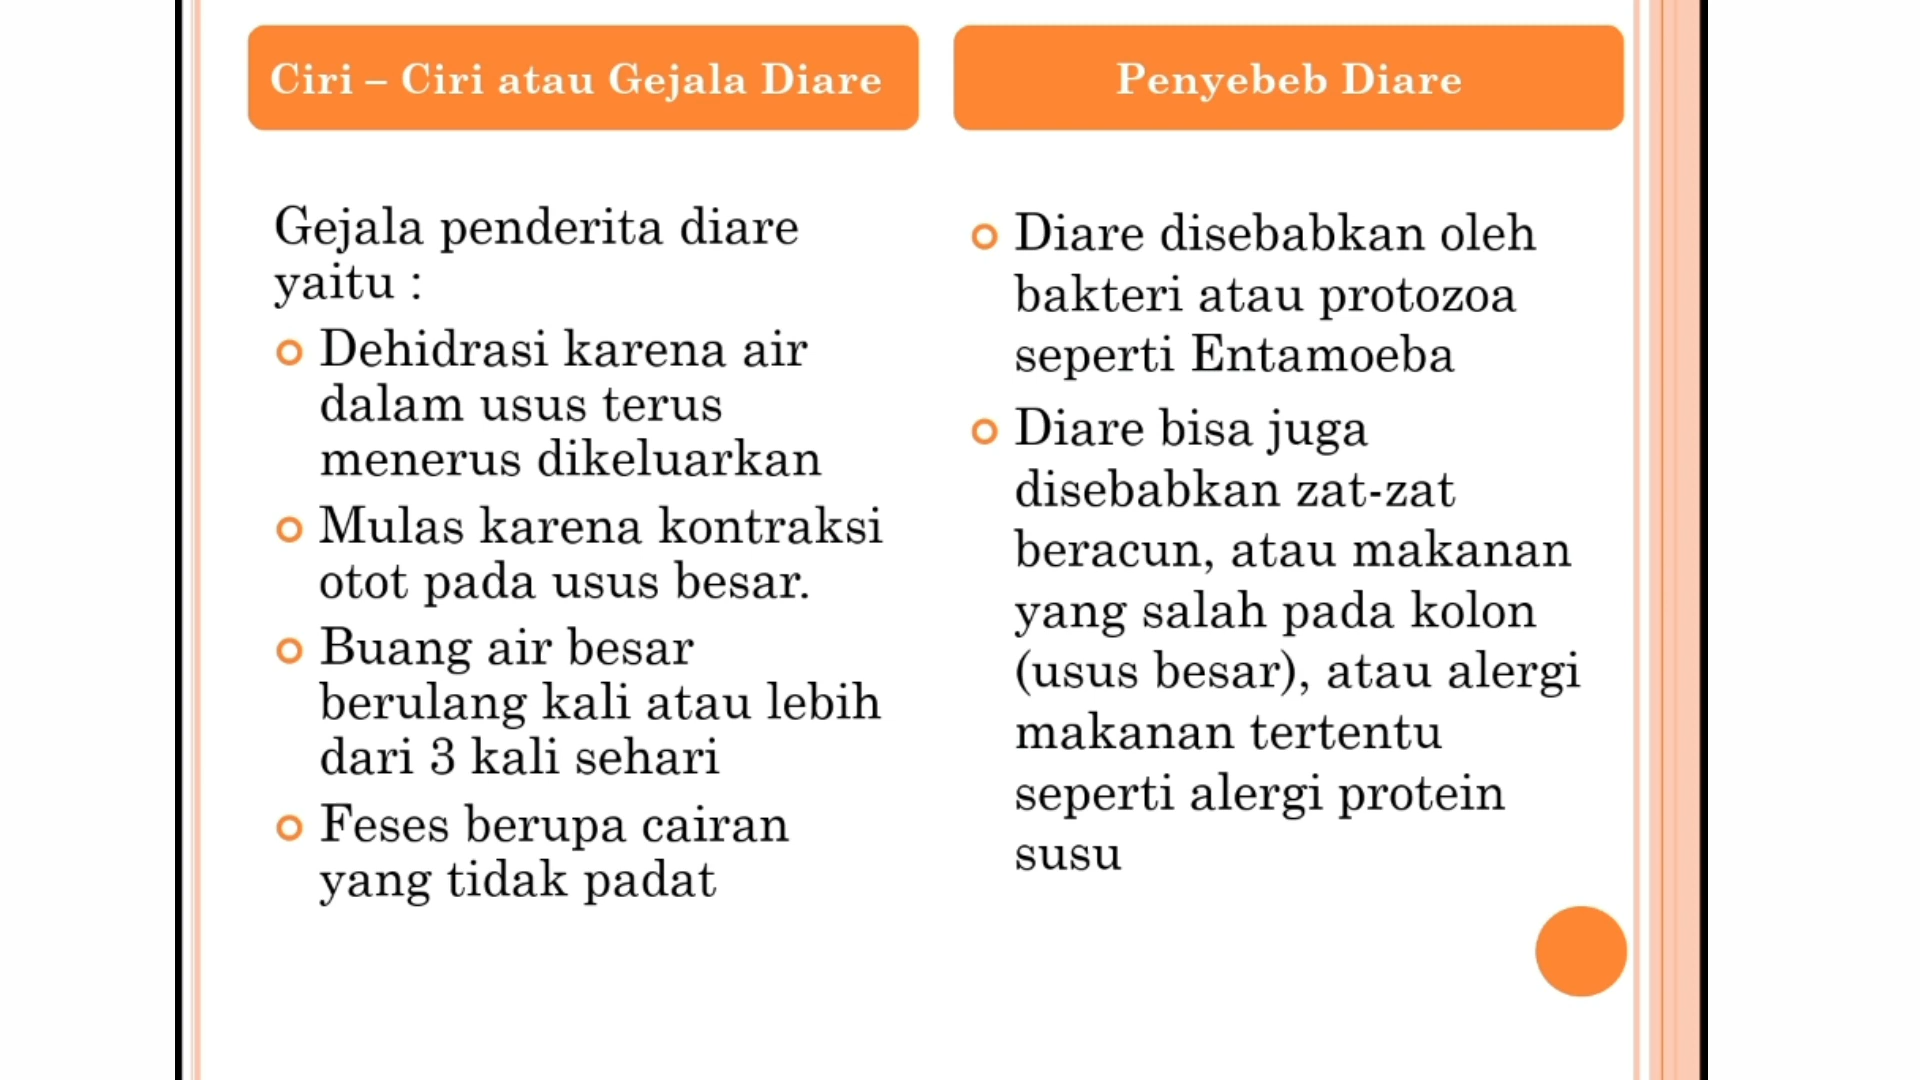 Ciri – Ciri atau Gejala Diare
Gejala penderita diare
yaitu :
Dehidrasi karena air
dalam usus terus
menerus dikeluarkan
Mulas karena kontraksi
otot pada usus besar.
Buang air besar
berulang kali atau lebih
dari 3 kali sehari
Feses berupa cairan
yang tidak padat
Penyebeb Diare
Diare disebabkan oleh
bakteri atau protozoa
seperti Entamoeba
Diare bisa juga
disebabkan zat-zat
beracun, atau makanan
yang salah pada kolon
(usus besar), atau alergi
makanan tertentu
seperti alergi protein
susu